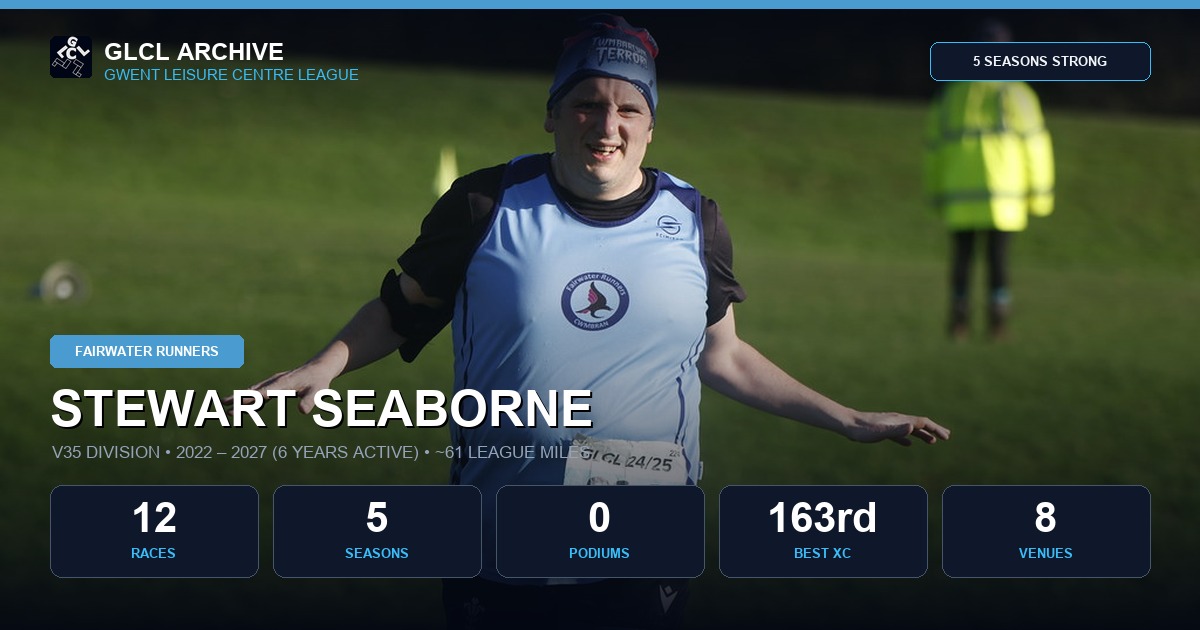 GLCL ARCHIVE
GWENT LEISURE CENTRE LEAGUE
5 SEASONS STRONG
TERROR
Fairwater Runners
CWMBRAN
FAIRWATER RUNNERS
STEWART SEABORNE
V35 DIVISION • 2022 – 2027 (6 YEARS ACTIVE) • ~61 LEAGUE MILES
GLCL 24/25
12
RACES
5
SEASONS
0
PODIUMS
163rd
BEST XC
8
VENUES